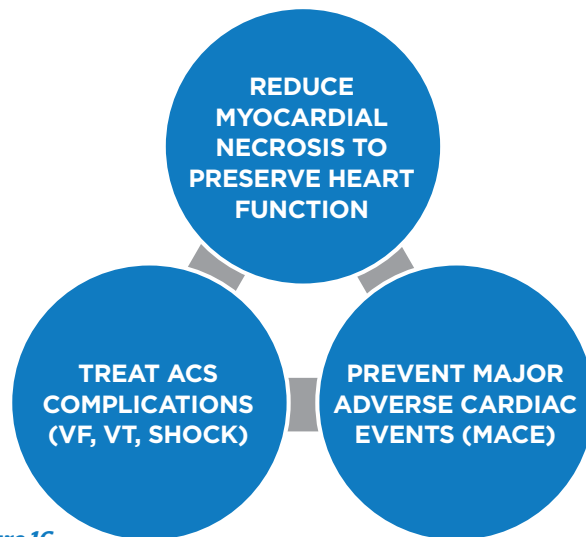 REDUCE
MYOCARDIAL
NECROSIS TO
PRESERVE HEART
FUNCTION
TREAT ACS
COMPLICATIONS
(VF, VT, SHOCK)
PREVENT MAJOR
ADVERSE CARDIAC
EVENTS (MACE)